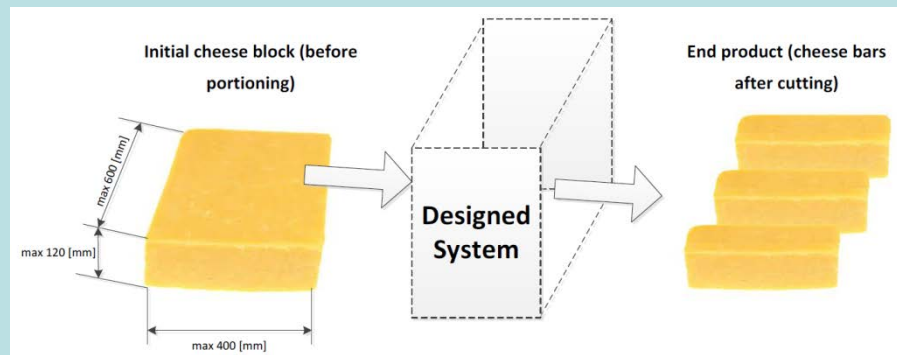 Initial cheese block (before
portioning)
max 600 [mm]
max 120 [mm]
max 400 [mm]
Designed
System
End product (cheese bars
after cutting)